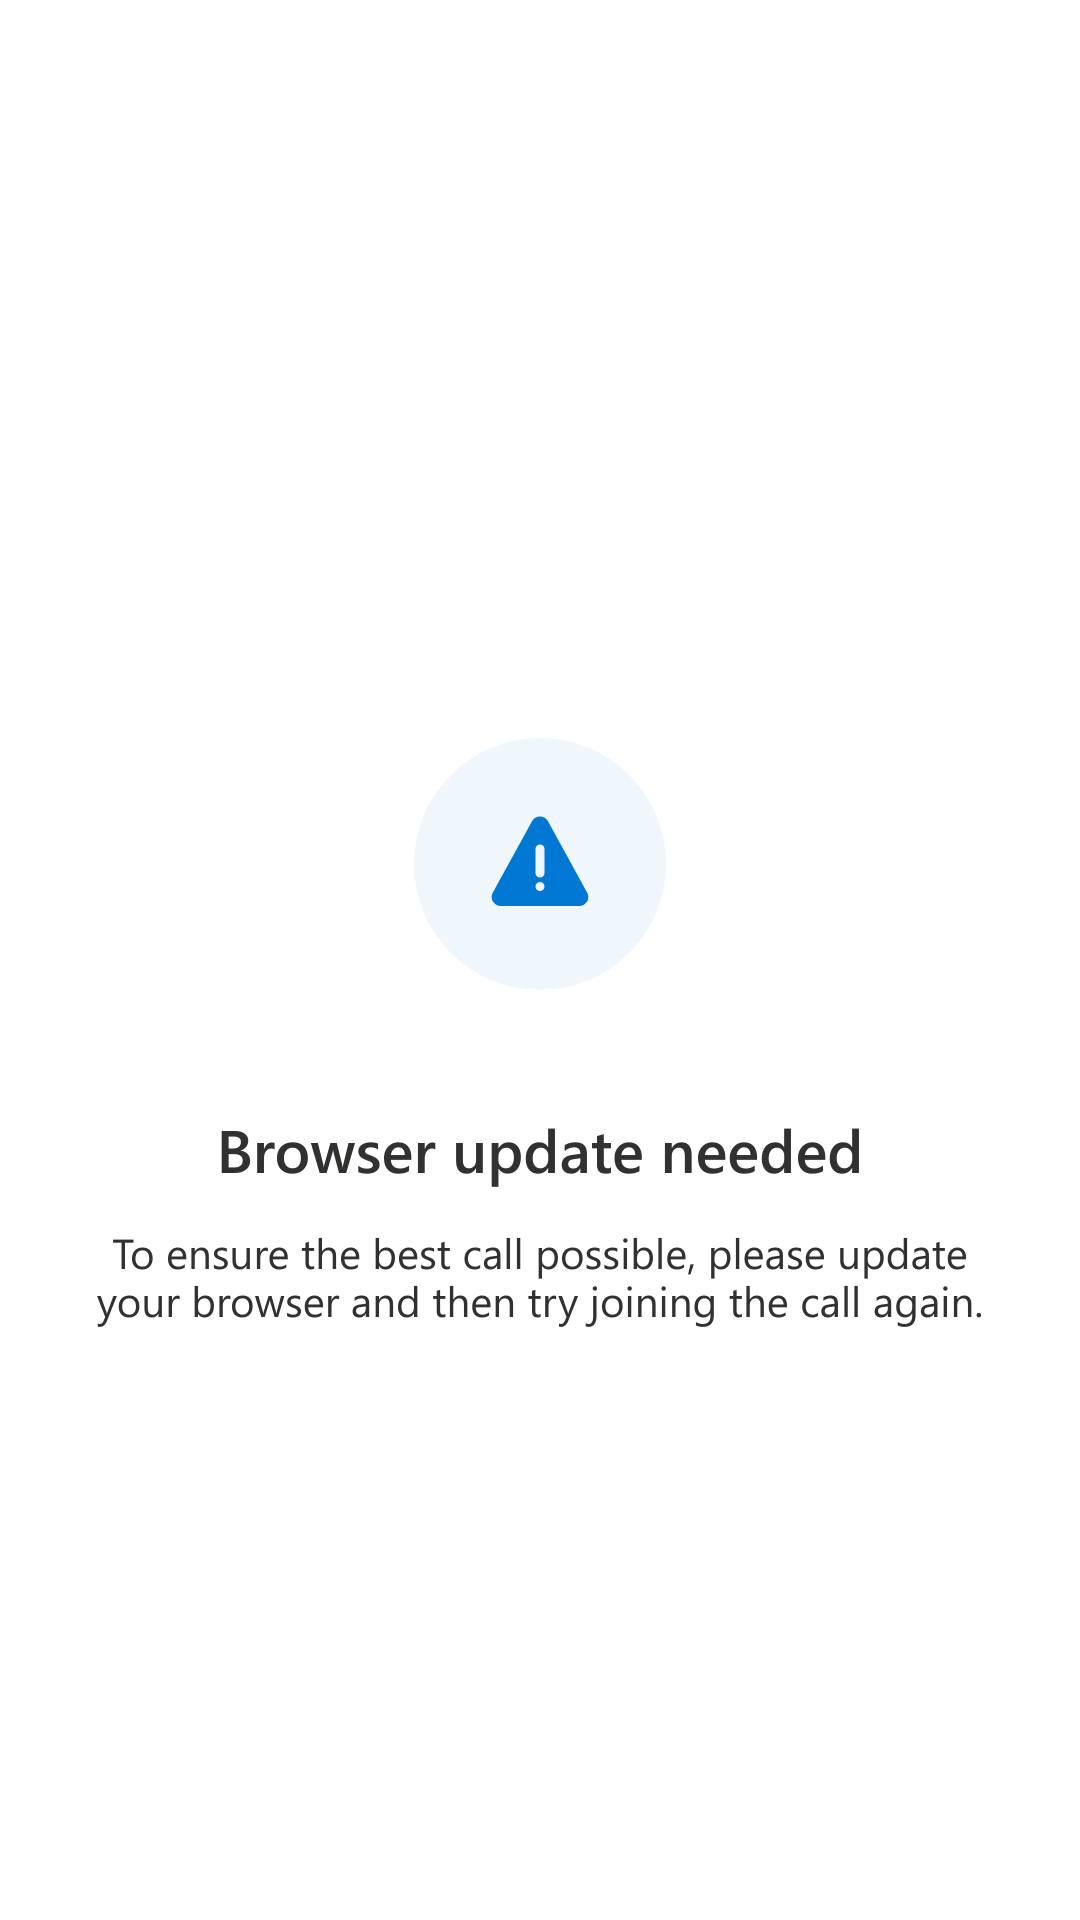 Browser update needed
To ensure the best call possible, please update
your browser and then try joining the call again.